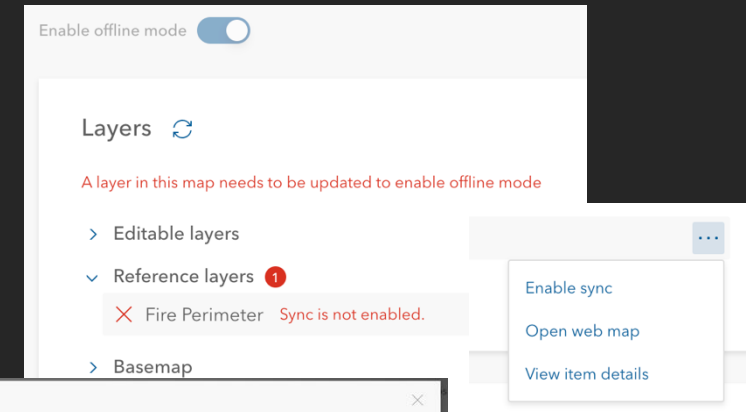 Enable offline mode
Layers
A layer in this map needs to be updated to enable offline mode
Editable layers
Reference layers 1
Fire Perimeter Sync is not enabled.
Basemap
Enable sync
Open web map
View item details